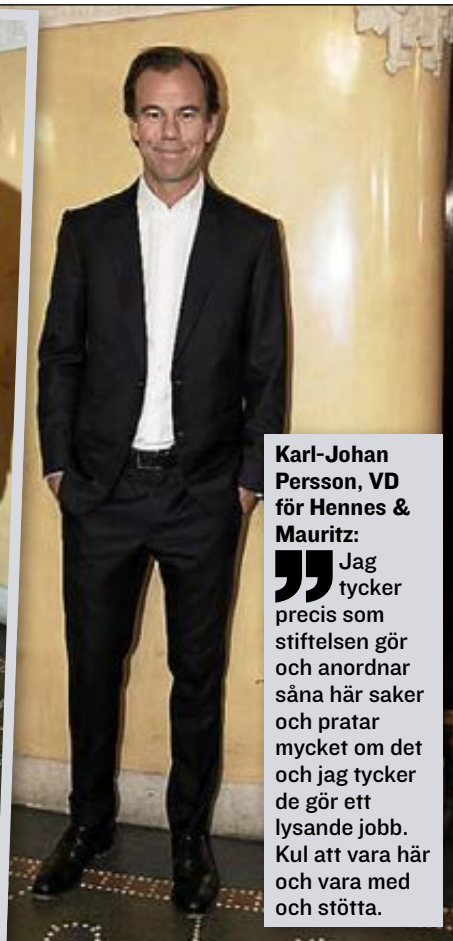 Karl-Johan
Persson, VD
för Hennes &
Mauritz:
”Jag
tycker
precis som
stiftelsen gör
och anordnar
såna här saker
och pratar
mycket om det
och jag tycker
de gör ett
lysande jobb.
Kul att vara här
och vara med
och stötta.